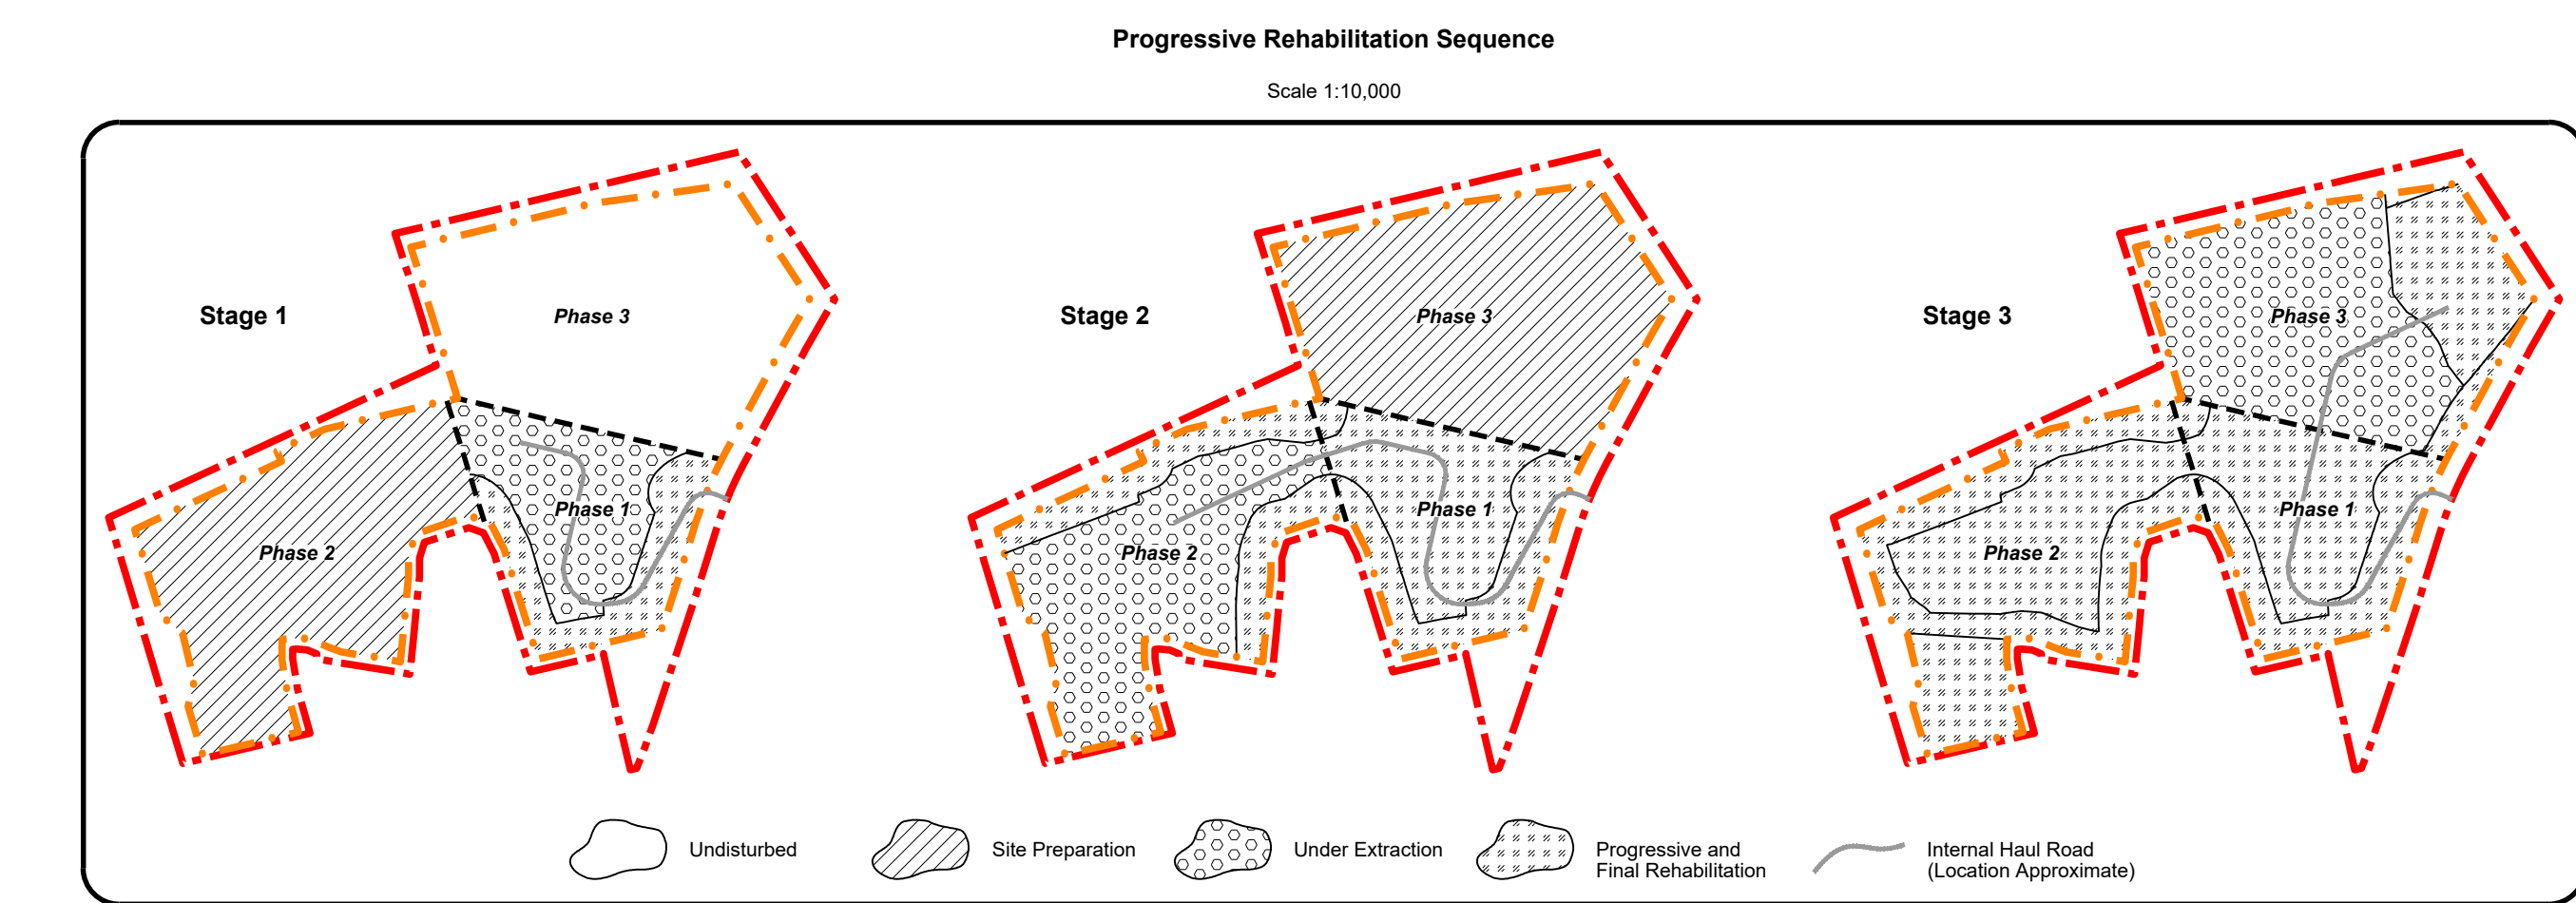 Progressive Rehabilitation Sequence
Scale 1:10,000
Stage 1
Phase 3
Phase 1
Phase 2
Stage 2
Phase 3
Phase 1
Phase 2
Stage 3
Phase 3
Phase 1
Phase 2
Undisturbed
Site Preparation
Under Extraction
Progressive and
Final Rehabilitation
Internal Haul Road
(Location Approximate)